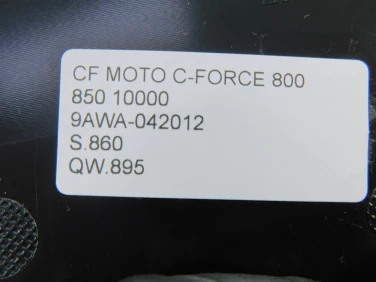 CF MOTO C-FORCE 800
850 10000
9AWA-042012
S.860
QW.895